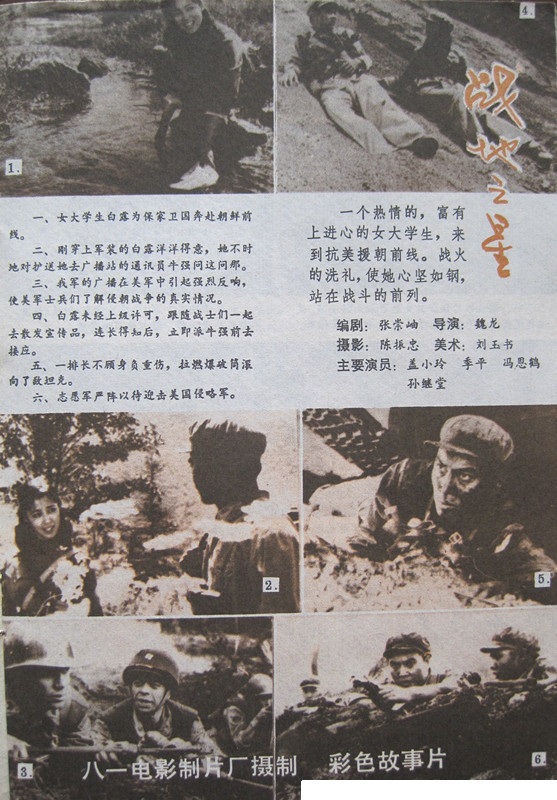 1.
4.
战地之星
一、女大学生白露为保家卫国奔赴朝鲜前
线。
二、刚穿上军装的白露洋洋得意，她不时
地对护送她去广播站的通讯员牛强问这问那。
三、我军的广播在美军中引起强烈反响，
使美军士兵们了解侵朝战争的真实情况。
四、白露未经上级许可，跟随战士们一起
去散发宣传品，连长得知后，立即派牛强前去
接应。
五、一排长不顾身负重伤，拉燃爆破筒滚
向了敌坦克。
六、志愿军严阵以待迎击美国侵略军。
一个热情的，富有
上进心的女大学生，来
到抗美援朝前线。战火
的洗礼，使她心坚如钢，
站在战斗的前列。
编剧：张崇岫 导演：魏龙
摄影：陈振忠 美术：刘玉书
主要演员：盖小玲 季平 冯恩鹤
孙继堂
2.
5.
3.
八一电影制片厂摄制 彩色故事片
6.